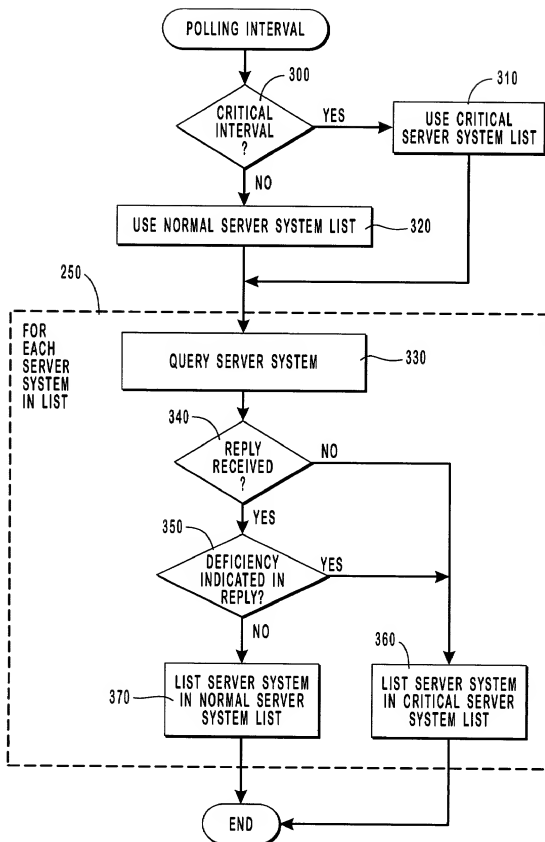 POLLING INTERVAL
300
CRITICAL
INTERVAL
?
YES
310
USE CRITICAL
SERVER SYSTEM LIST
NO
USE NORMAL SERVER SYSTEM LIST
320
250
FOR
EACH
SERVER
SYSTEM
IN LIST
QUERY SERVER SYSTEM
330
340
REPLY
RECEIVED
?
NO
YES
350
DEFICIENCY
INDICATED IN
REPLY?
YES
NO
370
LIST SERVER SYSTEM
IN NORMAL SERVER
SYSTEM LIST
360
LIST SERVER SYSTEM
IN CRITICAL SERVER
SYSTEM LIST
END